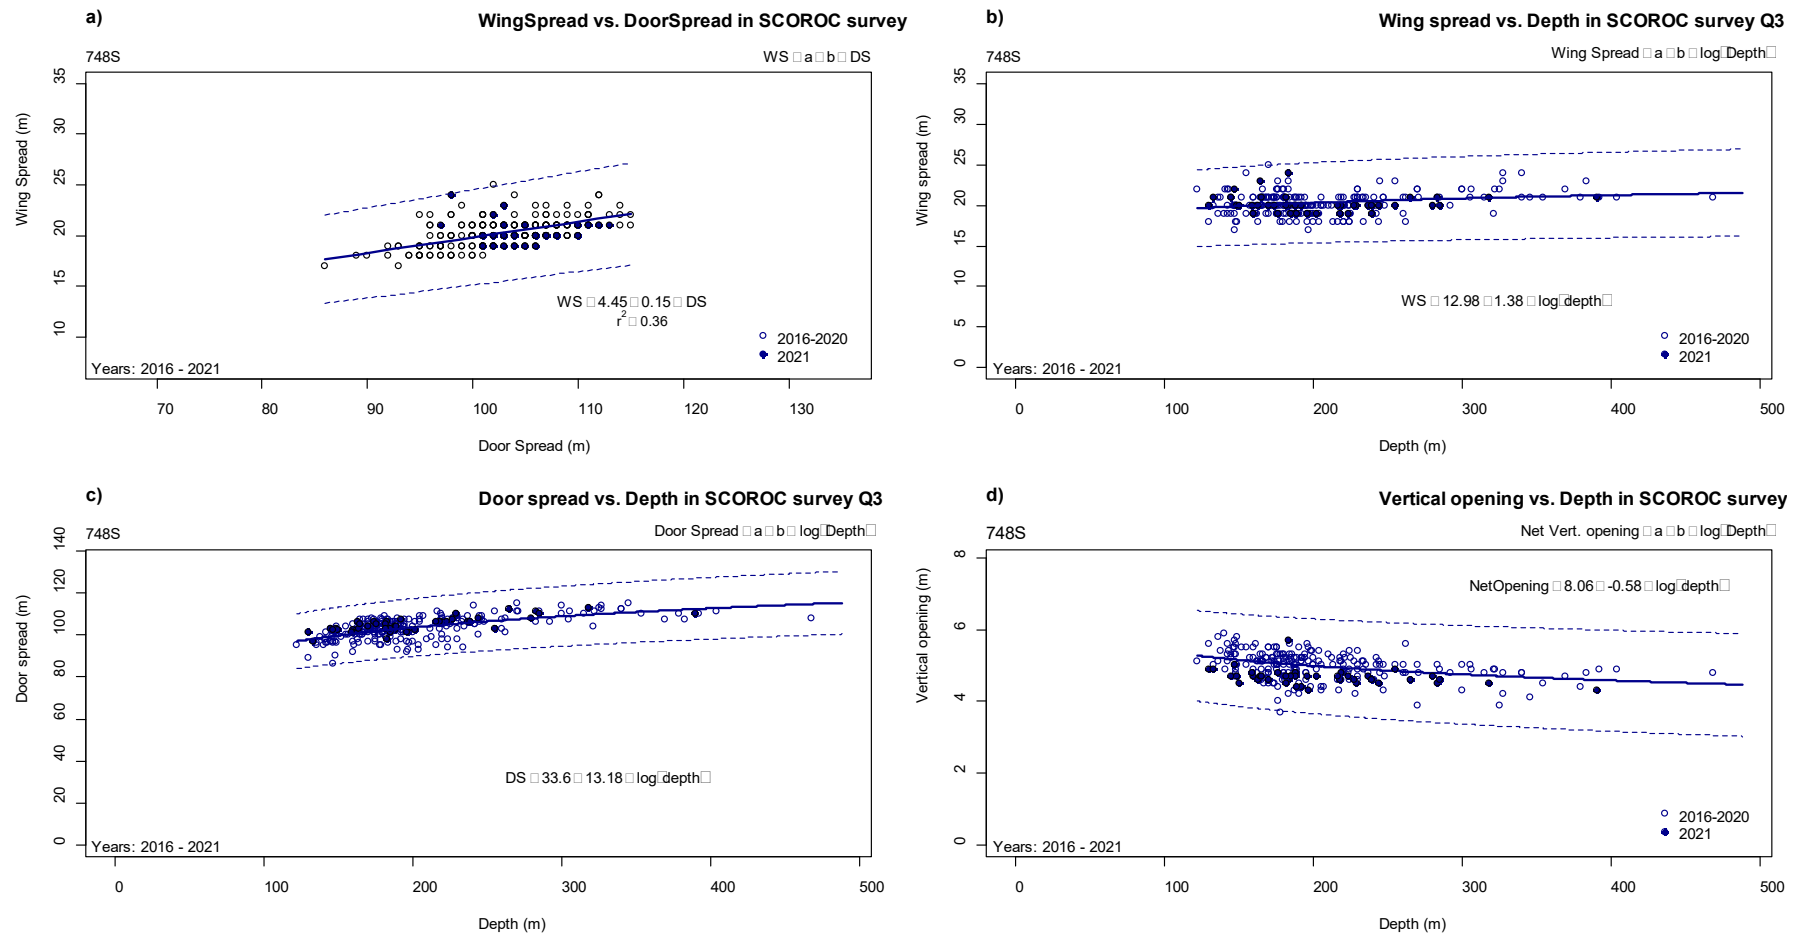 a)
WingSpread vs. DoorSpread in SCOROC survey
748S
WS □ a □ b □ DS
35
30
25
20
15
10
Wing Spread (m)
WS □ 4.45 □ 0.15 □ DS
r2 □ 0.36
2016-2020
2021
Years: 2016 - 2021
70 80 90 100 110 120 130
Door Spread (m)
b)
Wing spread vs. Depth in SCOROC survey Q3
748S
Wing Spread □ a □ b □ log□Depth□
35
30
25
20
15
10
5
0
Wing spread (m)
WS □ 12.98 □ 1.38 □ log□depth□
2016-2020
2021
Years: 2016 - 2021
0 100 200 300 400 500
Depth (m)
c)
Door spread vs. Depth in SCOROC survey Q3
748S
Door Spread □ a □ b □ log□Depth□
140
120
100
80
60
40
20
0
Door spread (m)
DS □ 33.6 □ 13.18 □ log□depth□
Years: 2016 - 2021
0 100 200 300 400 500
Depth (m)
d)
Vertical opening vs. Depth in SCOROC survey
748S
Net Vert. opening □ a □ b □ log□Depth□
8
6
4
2
0
Vertical opening (m)
NetOpening □ 8.06 □ -0.58 □ log□depth□
2016-2020
2021
Years: 2016 - 2021
0 100 200 300 400 500
Depth (m)